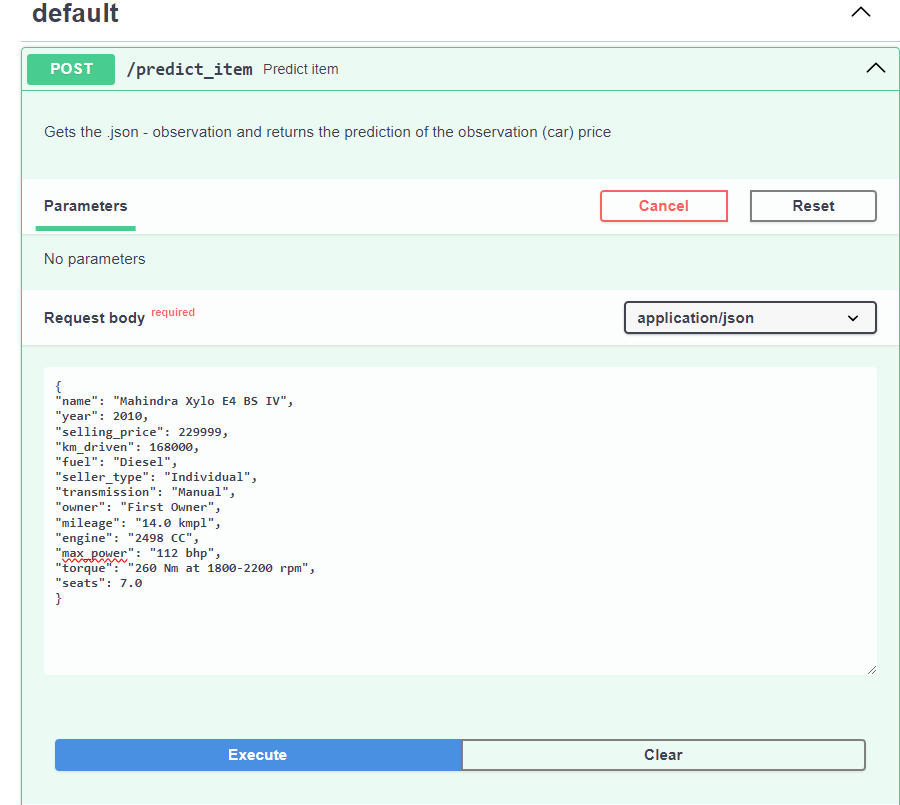 default
POST /predict_item Predict item
Gets the .json - observation and returns the prediction of the observation (car) price
Parameters Cancel Reset
No parameters
Request body required application/json
{
"name": "Mahindra Xylo E4 BS IV",
"year": 2010,
"selling_price": 229999,
"km_driven": 168000,
"fuel": "Diesel",
"seller_type": "Individual",
"transmission": "Manual",
"owner": "First Owner",
"mileage": "14.0 kmpl",
"engine": "2498 CC",
"max_power": "112 bhp",
"torque": "260 Nm at 1800-2200 rpm",
"seats": 7.0
}
Execute Clear